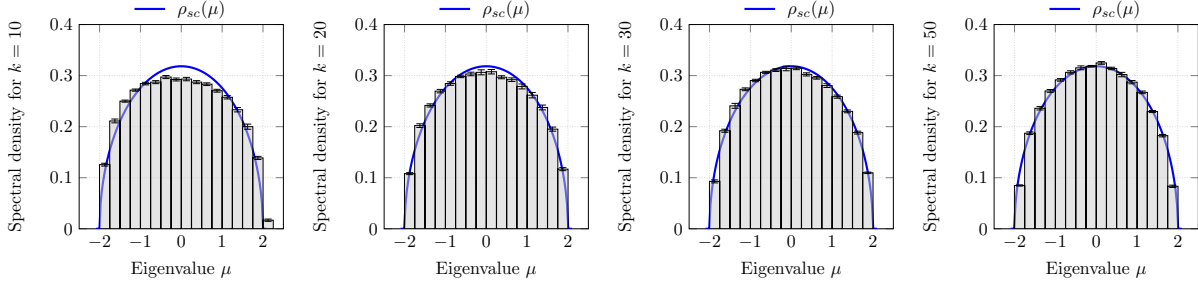 ρsc(μ)
Spectral density for k = 10
0.4
0.3
0.2
0.1
0
−2 −1 0 1 2
Eigenvalue μ
ρsc(μ)
Spectral density for k = 20
0.4
0.3
0.2
0.1
0
−2 −1 0 1 2
Eigenvalue μ
ρsc(μ)
Spectral density for k = 30
0.4
0.3
0.2
0.1
0
−2 −1 0 1 2
Eigenvalue μ
ρsc(μ)
Spectral density for k = 50
0.4
0.3
0.2
0.1
0
−2 −1 0 1 2
Eigenvalue μ